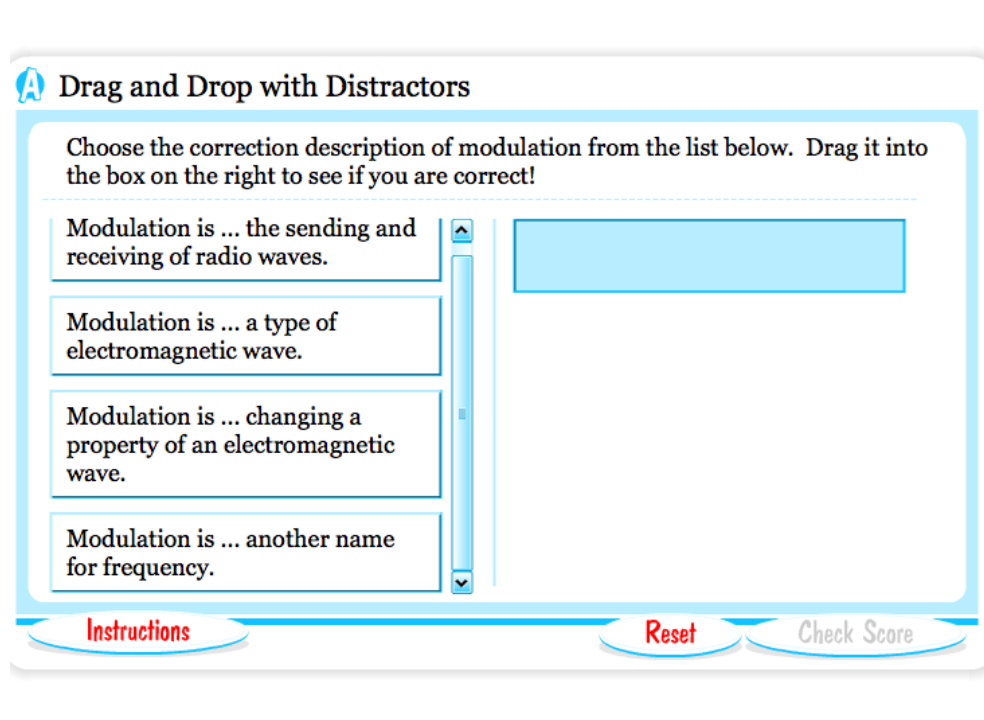 A Drag and Drop with Distractors
Choose the correction description of modulation from the list below. Drag it into
the box on the right to see if you are correct!
Modulation is ... the sending and
receiving of radio waves.
Modulation is ... a type of
electromagnetic wave.
Modulation is ... changing a
property of an electromagnetic
wave.
Modulation is ... another name
for frequency.
Instructions
Reset
Check Score